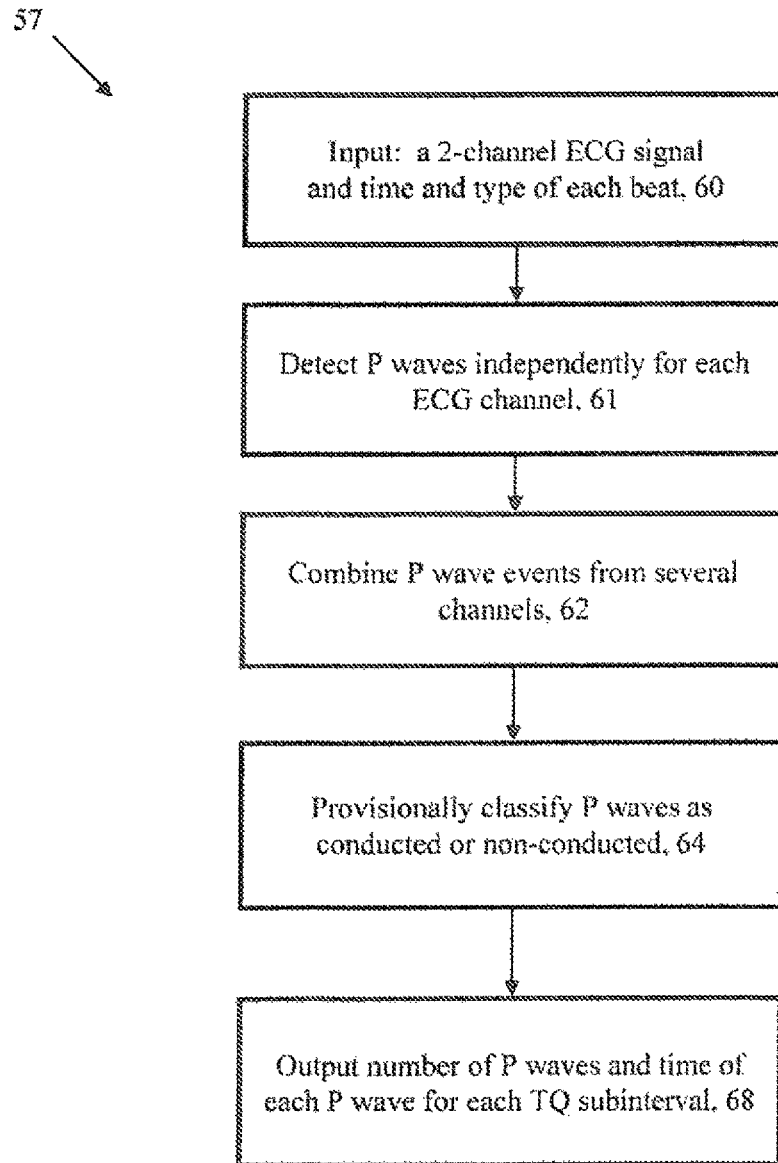 57
Input: a 2-channel ECG signal
and time and type of each beat, 60
Detect P waves independently for each
ECG channel, 61
Combine P wave events from several
channels, 62
Provisionally classify P waves as
conducted or non-conducted, 64
Output number of P waves and time of
each P wave for each TQ subinterval, 68